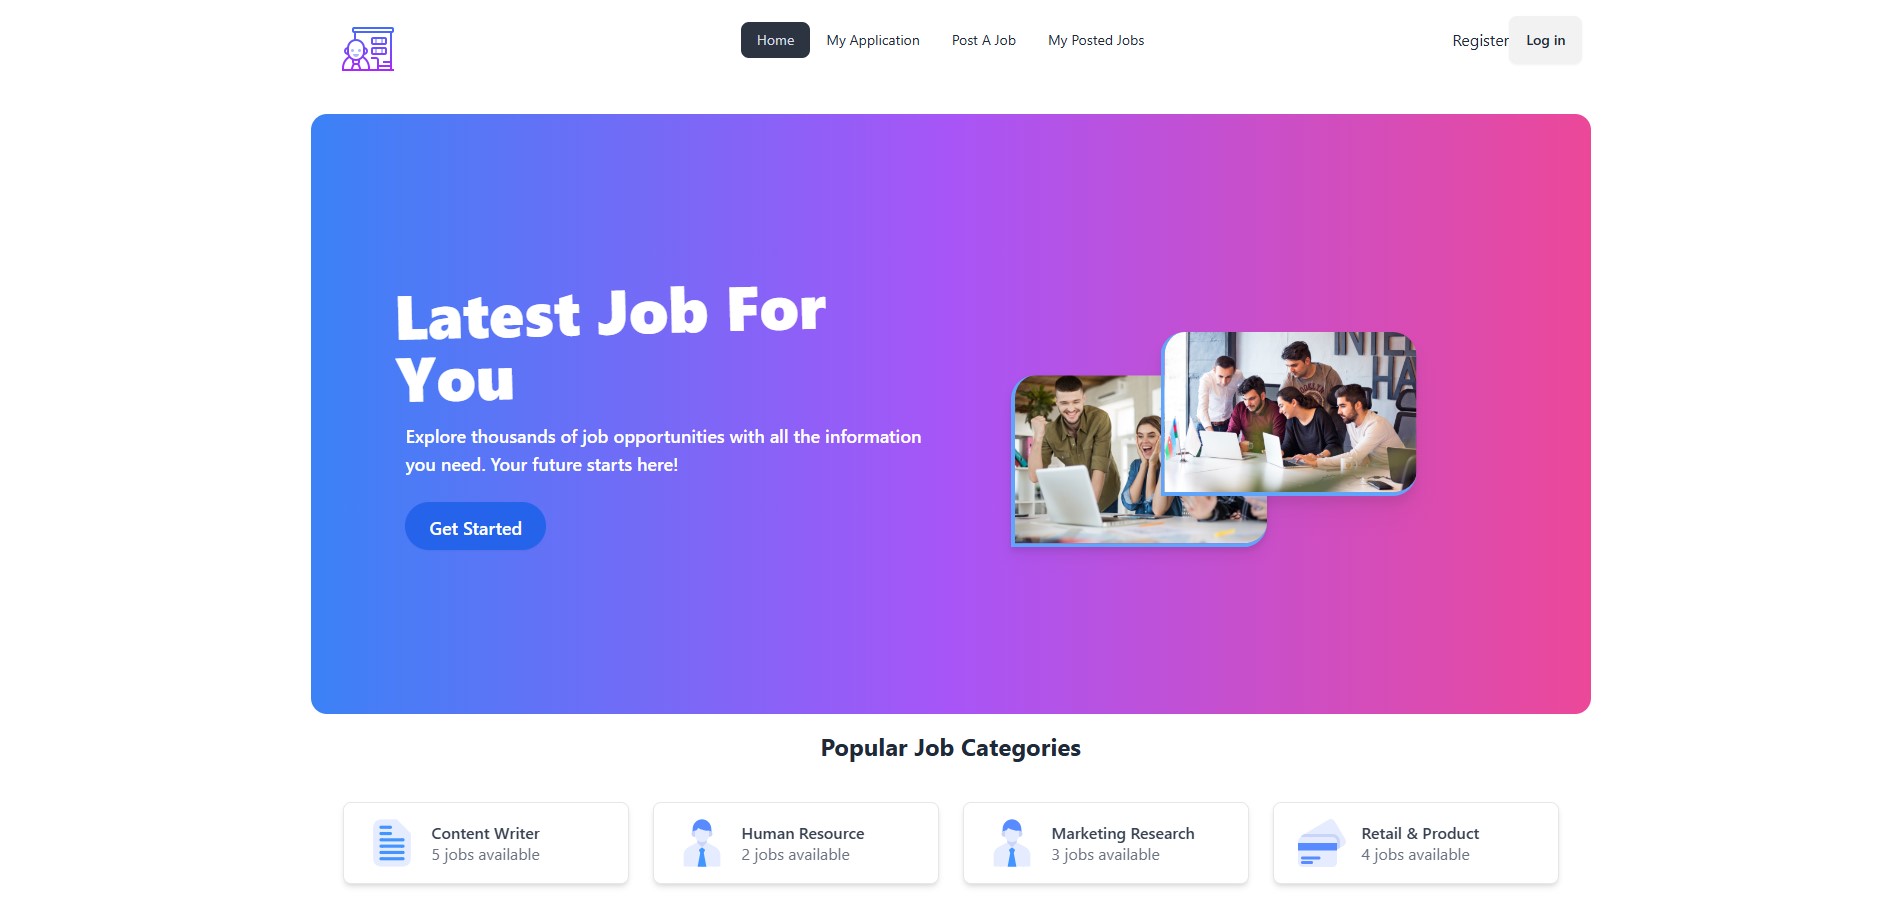 Home
My Application
Post A Job
My Posted Jobs
Register
Log in
Latest Job For
You
Explore thousands of job opportunities with all the information
you need. Your future starts here!
Get Started
Popular Job Categories
Content Writer
5 jobs available
Human Resource
2 jobs available
Marketing Research
3 jobs available
Retail & Product
4 jobs available